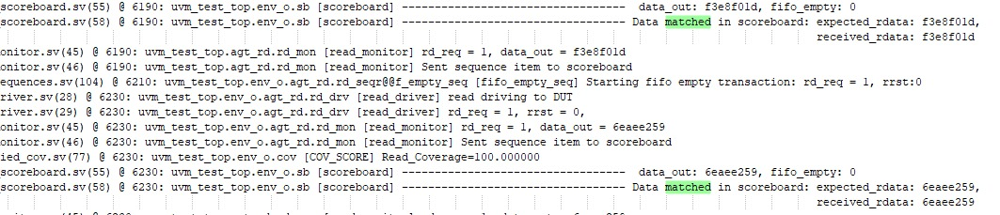 scoreboard.sv(55) @ 6190: uvm_test_top.env_o.sb [scoreboard] -------------------------------- data_out: f3e8f01d, fifo_empty: 0
scoreboard.sv(58) @ 6190: uvm_test_top.env_o.sb [scoreboard] -------------------------------- Data matched in scoreboard: expected_rdata: f3e8f01d,
received_rdata: f3e8f01d
onitor.sv(45) @ 6190: uvm_test_top.env_o.agt_rd.rd_mon [read_monitor] rd_req = 1, data_out = f3e8f01d
onitor.sv(46) @ 6190: uvm_test_top.env_o.agt_rd.rd_mon [read_monitor] Sent sequence item to scoreboard
equences.sv(104) @ 6210: uvm_test_top.env_o.agt_rd.rd_seqr@@f_empty_seq [fifo_empty_seq] Starting fifo empty transaction: rd_req = 1, rrst:0
river.sv(28) @ 6230: uvm_test_top.env_o.agt_rd.rd_drv [read_driver] read driving to DUT
river.sv(29) @ 6230: uvm_test_top.env_o.agt_rd.rd_drv [read_driver] rd_req = 1, rrst = 0,
onitor.sv(45) @ 6230: uvm_test_top.env_o.agt_rd.rd_mon [read_monitor] rd_req = 1, data_out = 6eaee259
onitor.sv(46) @ 6230: uvm_test_top.env_o.agt_rd.rd_mon [read_monitor] Sent sequence item to scoreboard
ied_cov.sv(77) @ 6230: uvm_test_top.env_o.cov [COV_SCORE] Read_Coverage=100.000000
scoreboard.sv(55) @ 6230: uvm_test_top.env_o.sb [scoreboard] -------------------------------- data_out: 6eaee259, fifo_empty: 0
scoreboard.sv(58) @ 6230: uvm_test_top.env_o.sb [scoreboard] -------------------------------- Data matched in scoreboard: expected_rdata: 6eaee259,
received_rdata: 6eaee259